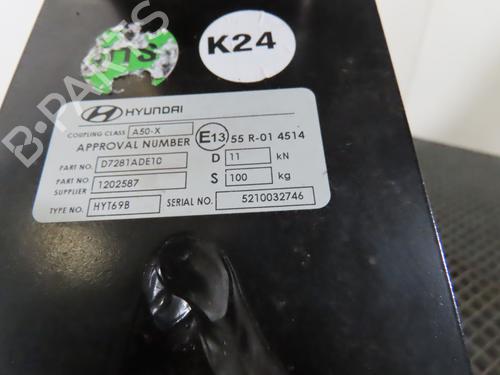 K24
HYUNDAI
COUPLING CLASS A50-X
APPROVAL NUMBER E13 55 R-01 4514
PART NO. D7281ADE10 D 11 kN
PART NO. SUPPLIER 1202587 S 100 kg
TYPE NO. HYT69B SERIAL NO. 5210032746
B-PARTS